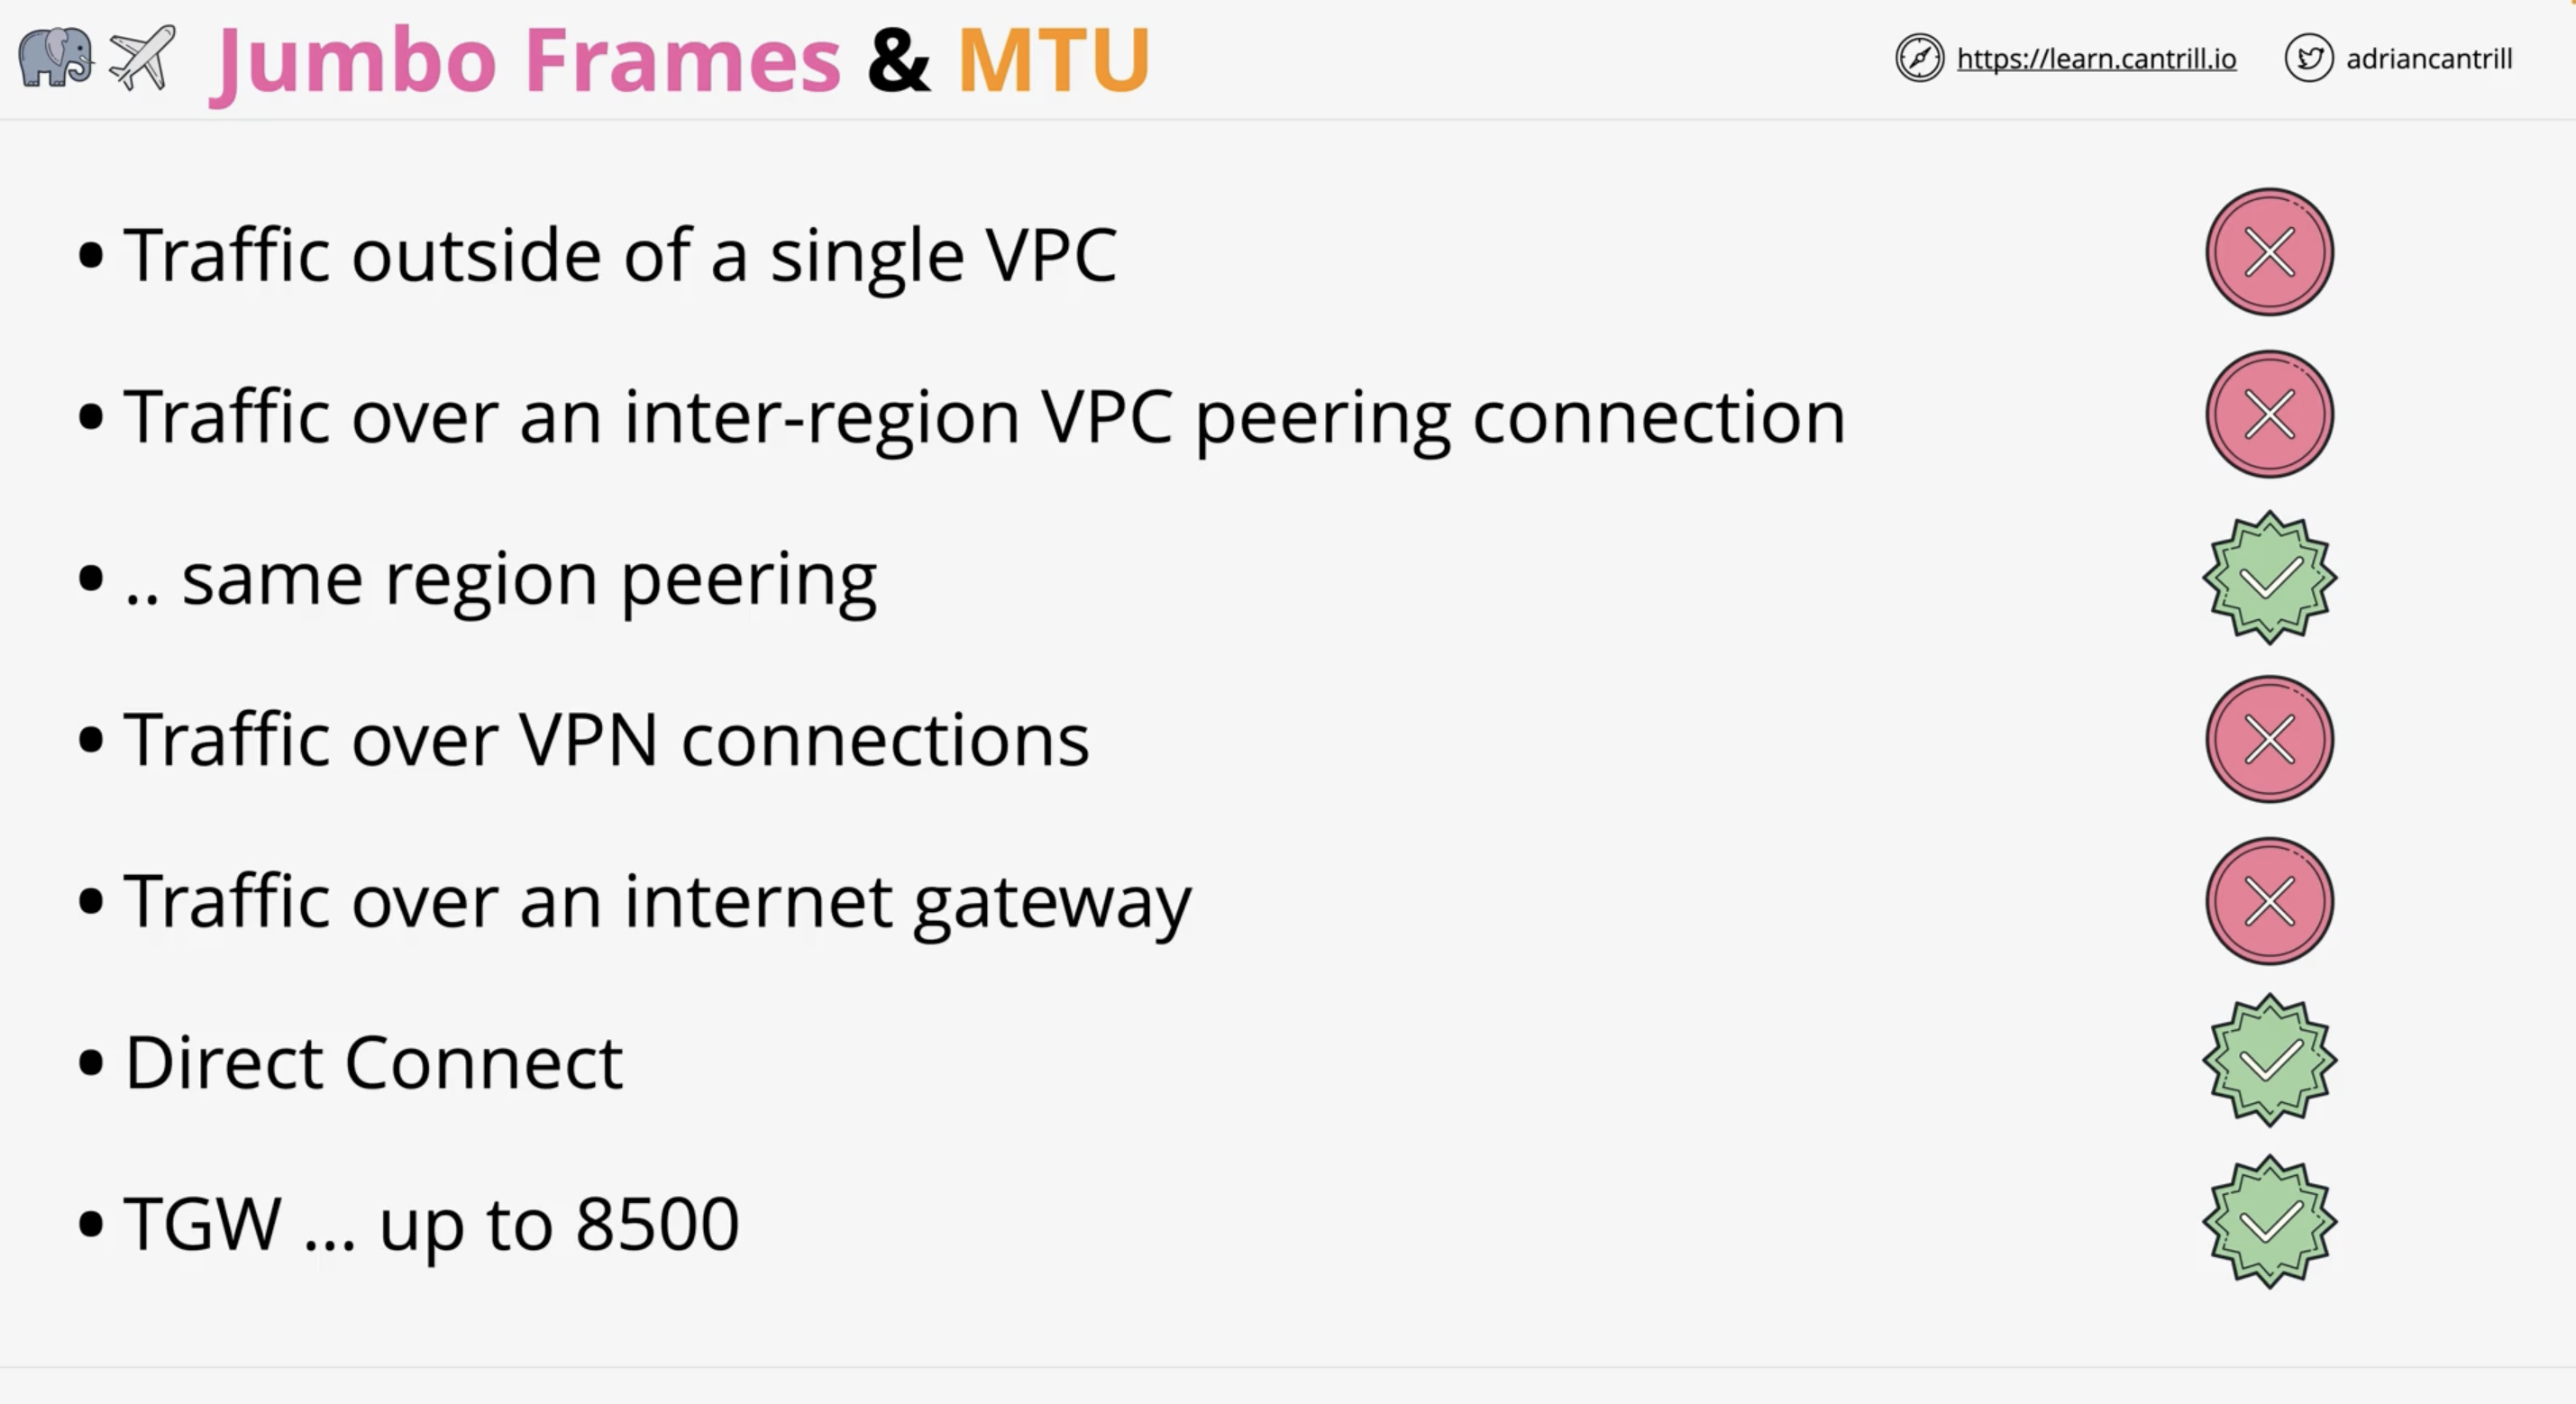 Jumbo Frames & MTU
https://learn.cantrill.io
adriancantrill
• Traffic outside of a single VPC
• Traffic over an inter-region VPC peering connection
• .. same region peering
• Traffic over VPN connections
• Traffic over an internet gateway
• Direct Connect
• TGW ... up to 8500